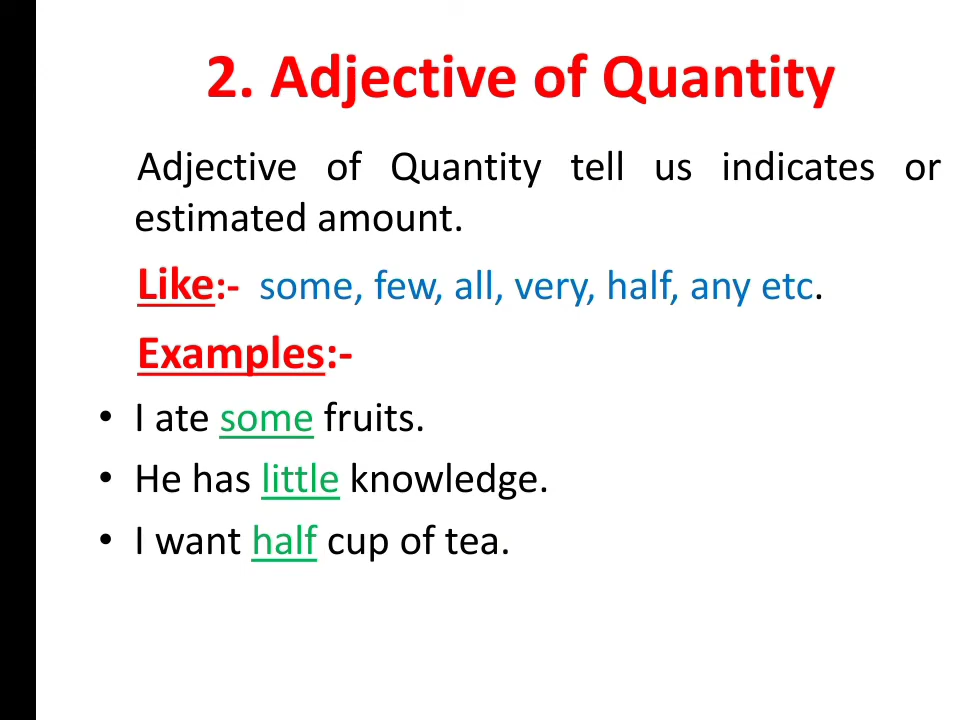 2. Adjective of Quantity
Adjective of Quantity tell us indicates or
estimated amount.
Like:- some, few, all, very, half, any etc.
Examples:-
• I ate some fruits.
• He has little knowledge.
• I want half cup of tea.